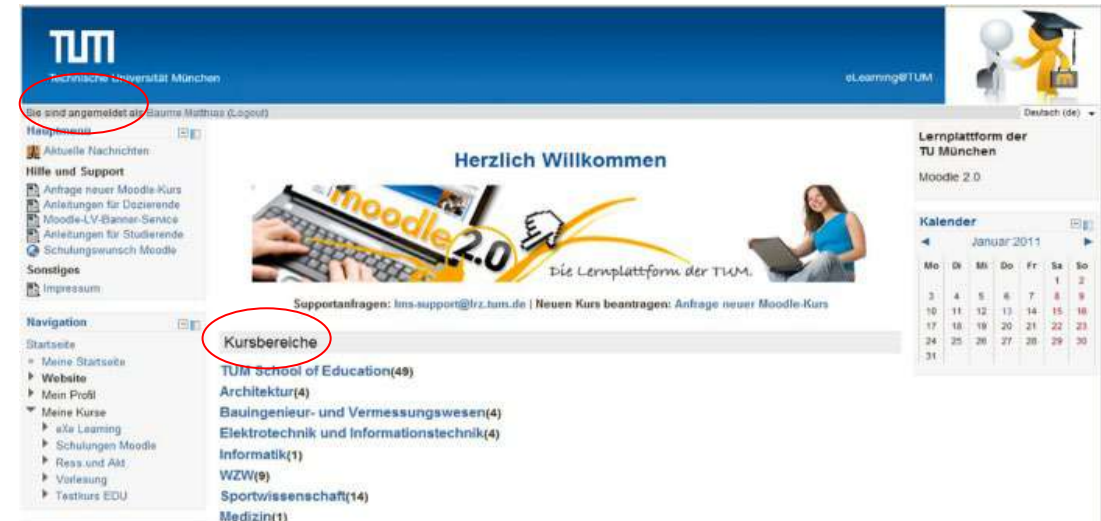 TUM
Technische Universität München
eLearning@TUM
Sie sind angemeldet als Baume Matthias (Logout)
Deutsch (de)
Hauptmenü
Aktuelle Nachrichten
Hilfe und Support
Anfrage neuer Moodle-Kurs
Anleitungen für Dozierende
Moodle-LV-Banner-Service
Anleitungen für Studierende
Schulungswunsch Moodle
Sonstiges
Impressum
Navigation
Startseite
Meine Startseite
Website
Mein Profil
Meine Kurse
eXe Learning
Schulungen Moodle
Ress.und Akt.
Vorlesung
Testkurs EDU
Herzlich Willkommen
moodle
2.0
Die Lernplattform der TUM.
Supportanfragen: lms-support@lrz.tum.de | Neuen Kurs beantragen: Anfrage neuer Moodle-Kurs
Kursbereiche
TUM School of Education(49)
Architektur(4)
Bauingenieur- und Vermessungswesen(4)
Elektrotechnik und Informationstechnik(4)
Informatik(1)
WZW(9)
Sportwissenschaft(14)
Medizin(1)
Lernplattform der
TU München
Moodle 2.0
Kalender
Januar 2011
Mo Di Mi Do Fr Sa So
1 2
3 4 5 6 7 8 9
10 11 12 13 14 15 16
17 18 19 20 21 22 23
24 25 26 27 28 29 30
31